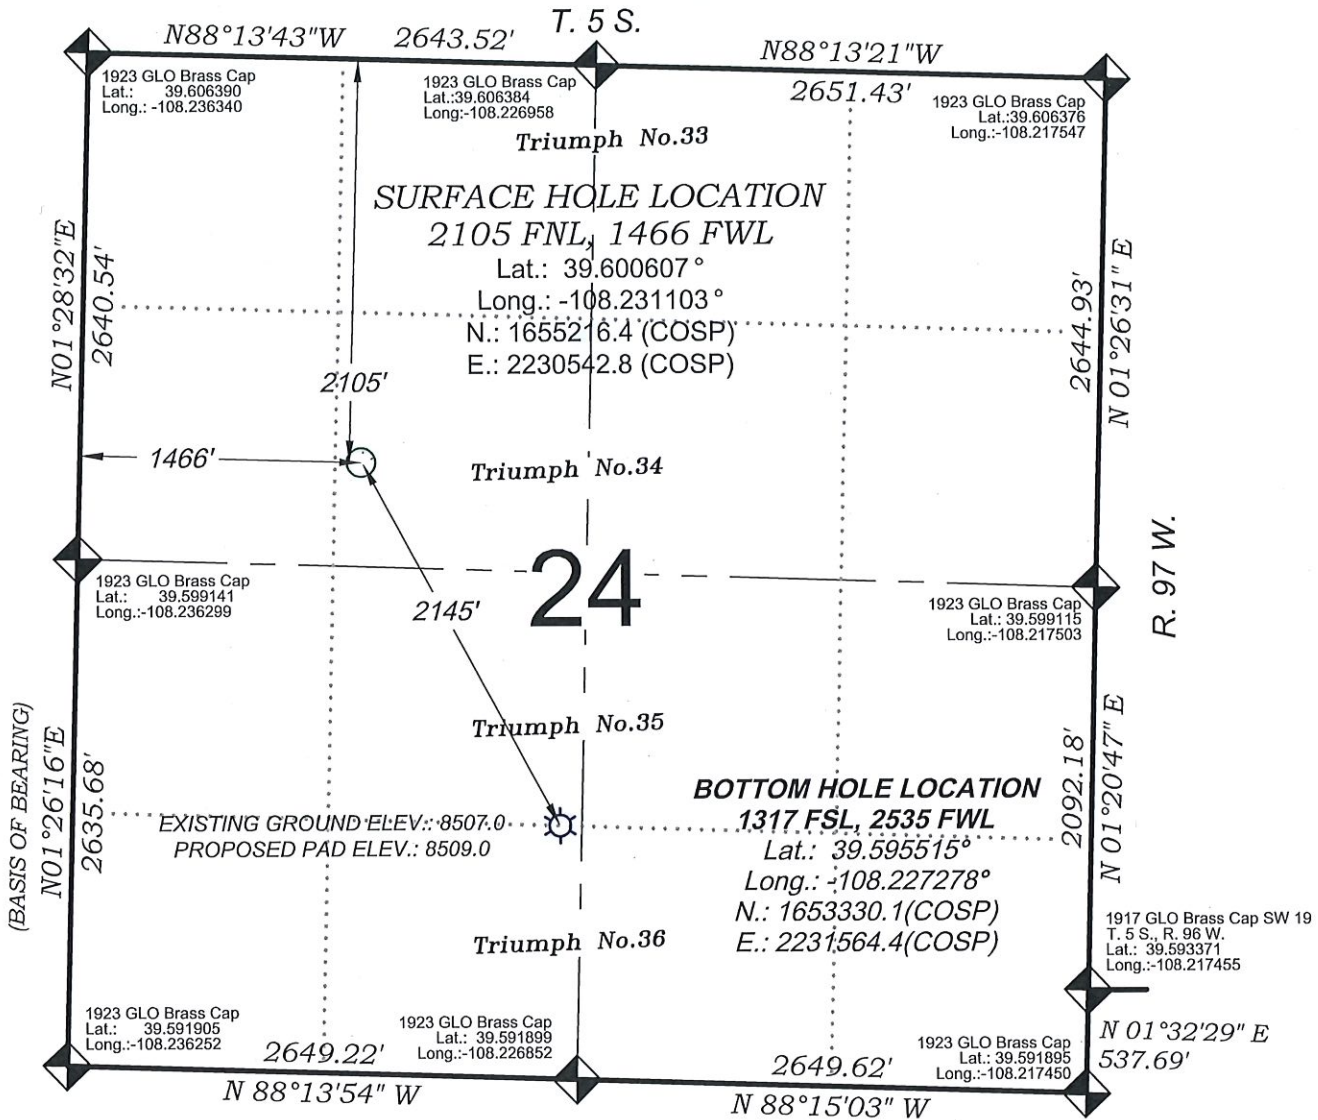 T. 5 S.
N88°13'43"W 2643.52'
N88°13'21"W
2651.43'
1923 GLO Brass Cap
Lat.: 39.606390
Long.: -108.236340
1923 GLO Brass Cap
Lat.:39.606384
Long:-108.226958
1923 GLO Brass Cap
Lat.:39.606376
Long.:-108.217547
Triumph No.33
SURFACE HOLE LOCATION
2105 FNL, 1466 FWL
Lat.: 39.600607°
Long.: -108.231103°
N.: 1655216.4 (COSP)
E.: 2230542.8 (COSP)
N01°28'32"E
2640.54'
2644.93'
N 01°26'31" E
2105'
1466'
Triumph No.34
24
R. 97 W.
1923 GLO Brass Cap
Lat.: 39.599141
Long.:-108.236299
2145'
1923 GLO Brass Cap
Lat.: 39.599115
Long.:-108.217503
Triumph No.35
(BASIS OF BEARING)
N01°26'16"E
2635.68'
EXISTING GROUND ELEV.: 8507.0
PROPOSED PAD ELEV.: 8509.0
BOTTOM HOLE LOCATION
1317 FSL, 2535 FWL
Lat.: 39.595515°
Long.: -108.227278°
N.: 1653330.1(COSP)
E.: 2231564.4(COSP)
2092.18'
N 01°20'47" E
Triumph No.36
1917 GLO Brass Cap SW 19
T. 5 S., R. 96 W.
Lat.: 39.593371
Long.:-108.217455
1923 GLO Brass Cap
Lat.: 39.591905
Long.:-108.236252
1923 GLO Brass Cap
Lat.: 39.591899
Long.:-108.226852
1923 GLO Brass Cap
Lat.: 39.591895
Long.:-108.217450
N 01°32'29" E
537.69'
2649.22'
N 88°13'54" W
2649.62'
N 88°15'03" W